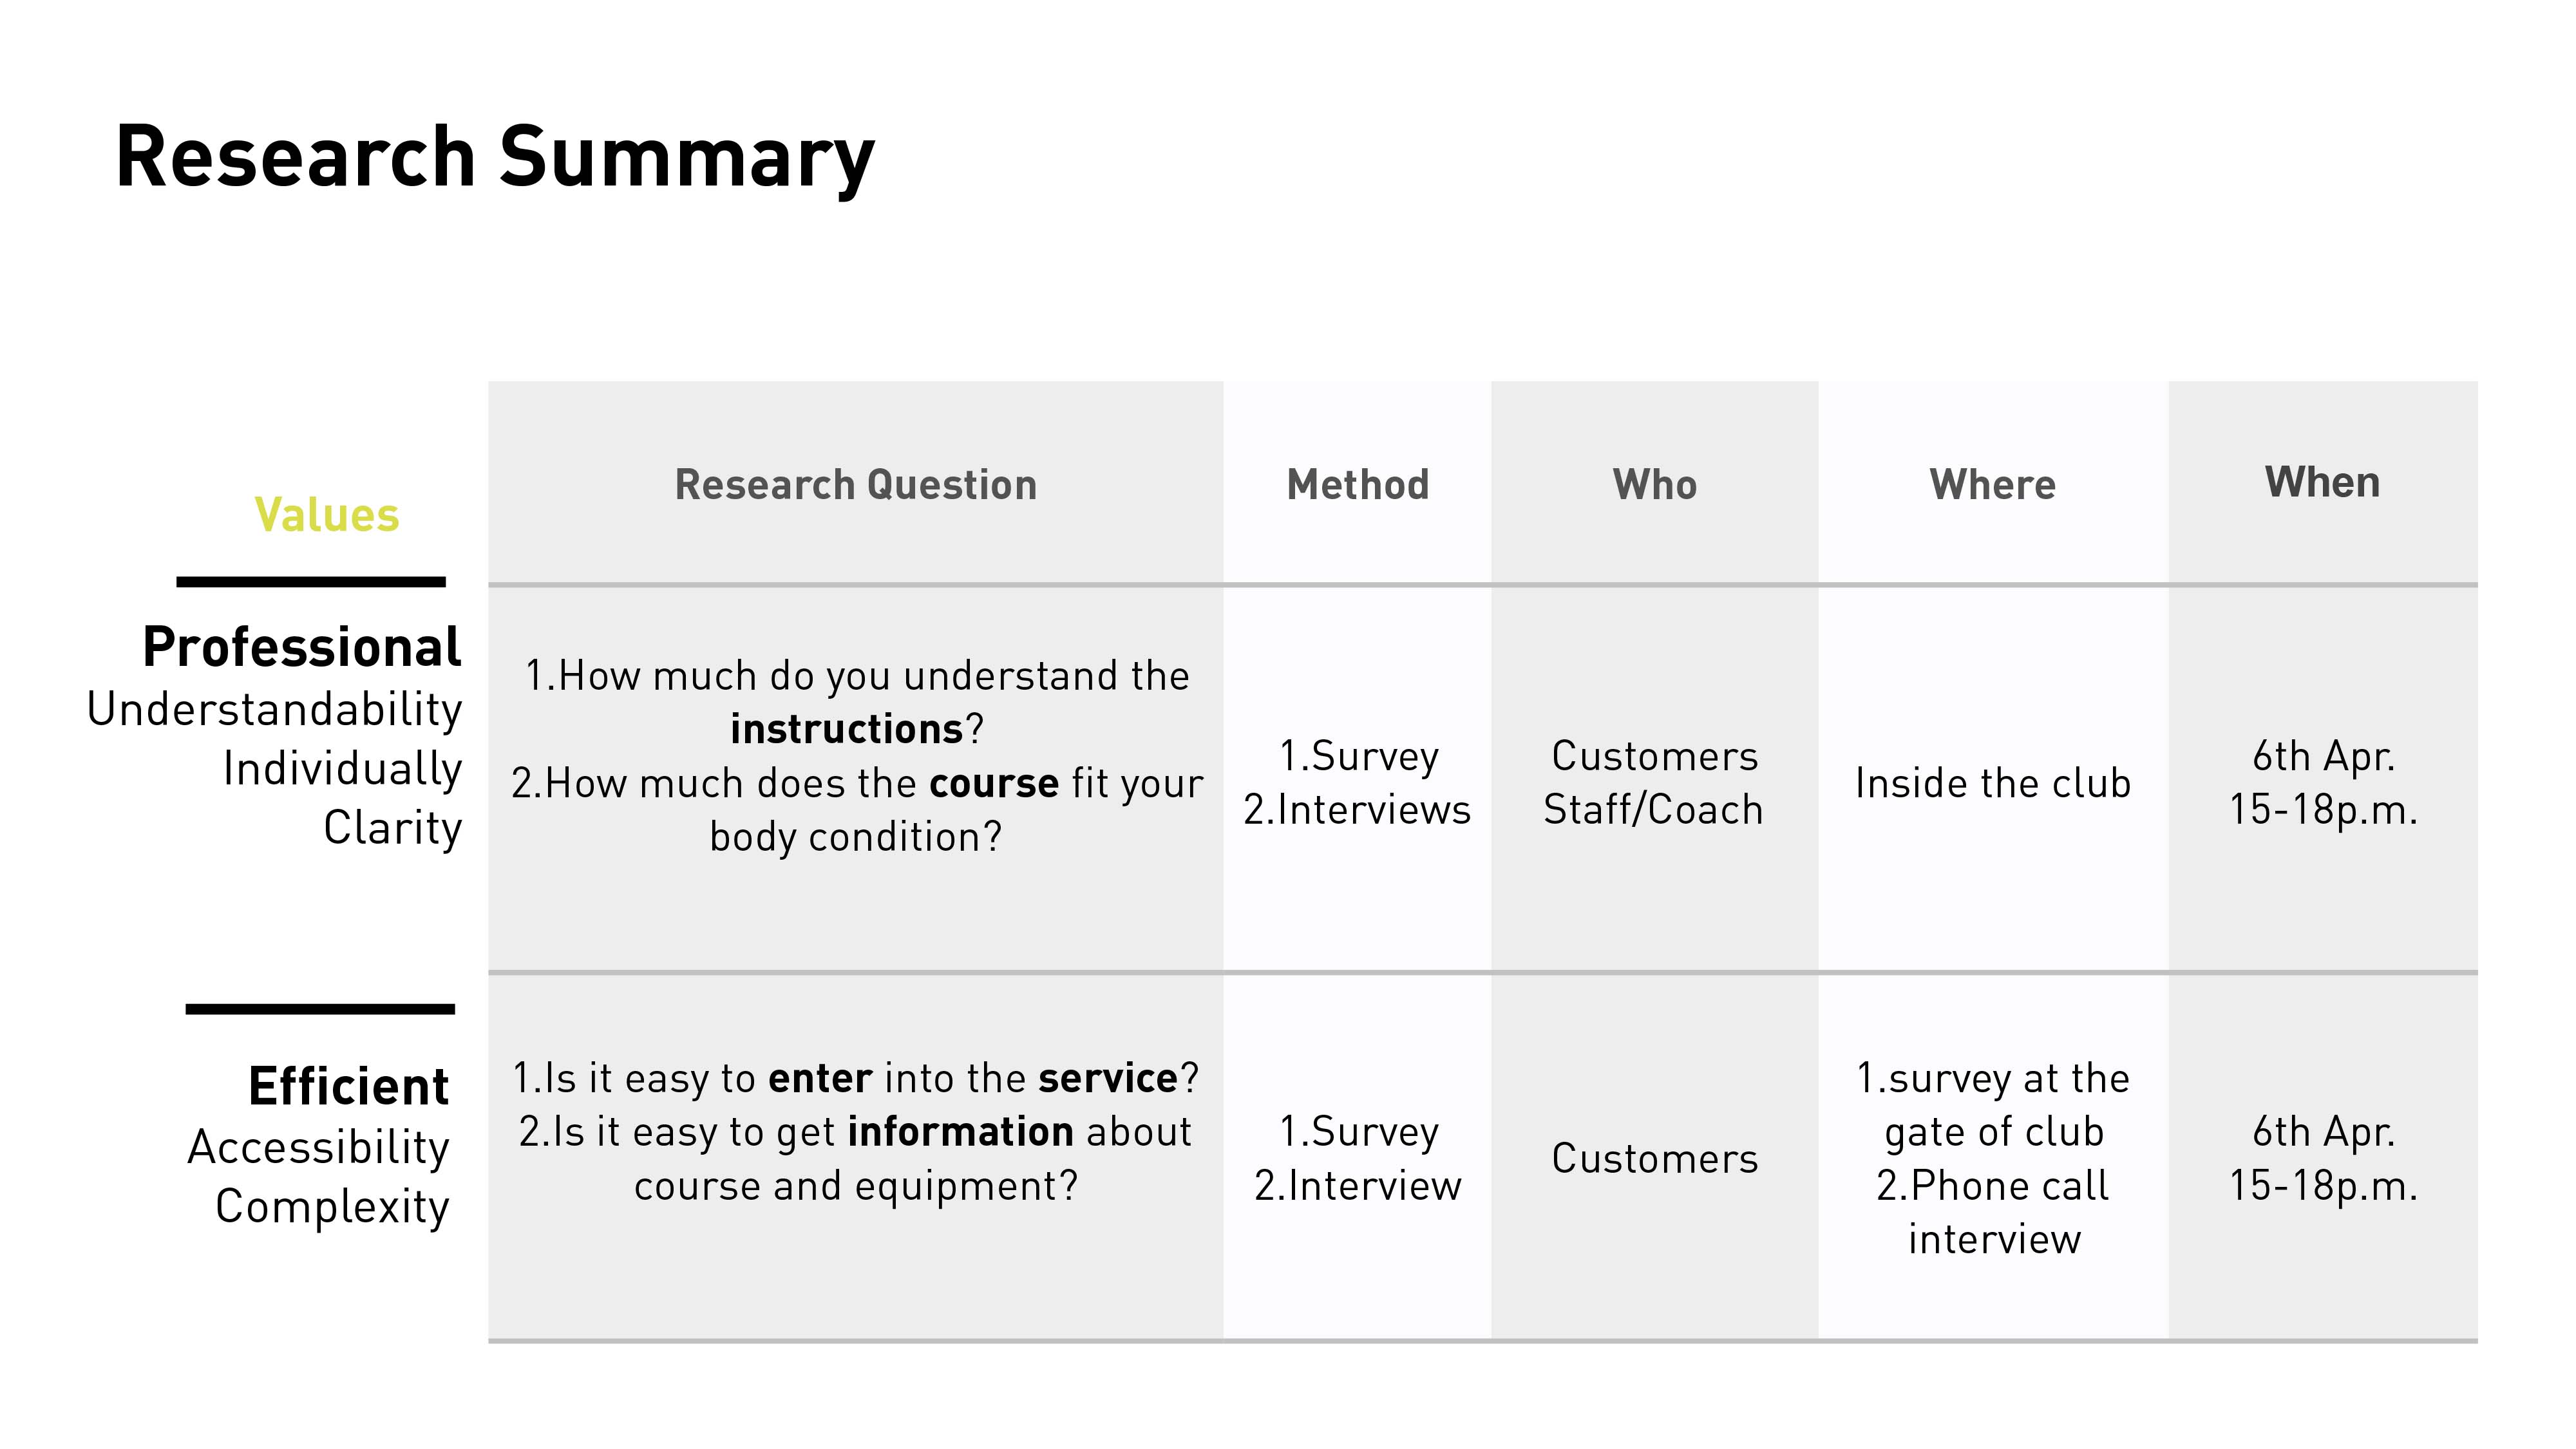 Research Summary
Values
Research Question
Method
Who
Where
When
Professional
Understandability
Individually
Clarity
1.How much do you understand the
instructions?
2.How much does the course fit your
body condition?
1.Survey
2.Interviews
Customers
Staff/Coach
Inside the club
6th Apr.
15-18p.m.
Efficient
Accessibility
Complexity
1.Is it easy to enter into the service?
2.Is it easy to get information about
course and equipment?
1.Survey
2.Interview
Customers
1.survey at the
gate of club
2.Phone call
interview
6th Apr.
15-18p.m.